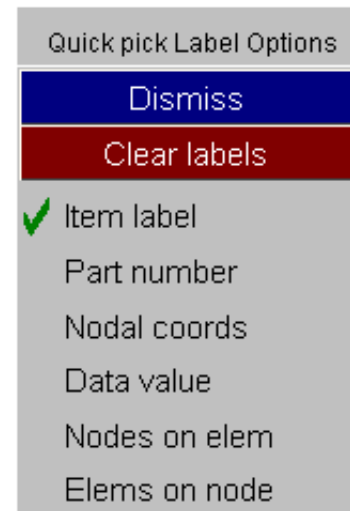 Quick pick Label Options
Dismiss
Clear labels
Item label
Part number
Nodal coords
Data value
Nodes on elem
Elems on node